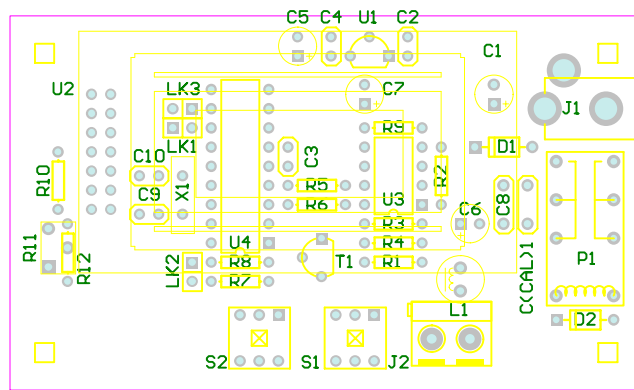 C5 C4 U1 C2
C1
U2 LK3 C7 J1
R9
LK1 D1
C10 C3 R2
R10 X1 R5
C9 R6 U3 C6 C8
R3
R11 U4 R4
R12 LK2 R8 T1 R1 P1
R7 C(CAL)1
L1
D2
S2 S1 J2